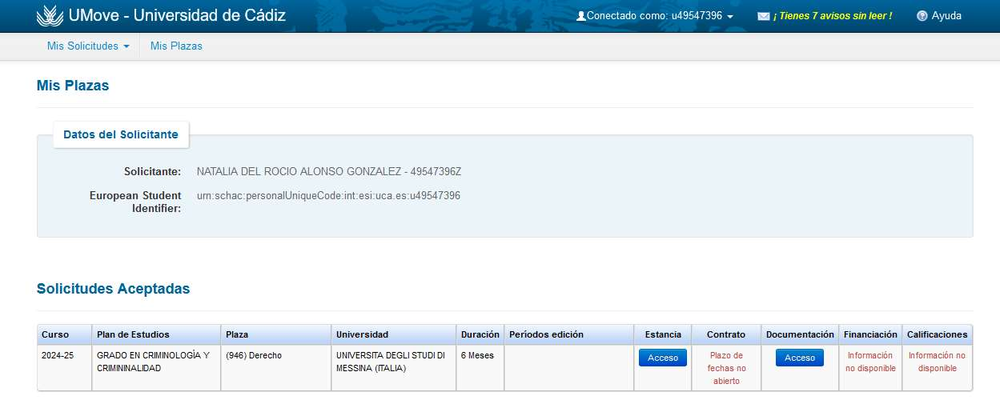 UMove - Universidad de Cádiz
Conectado como: u49547396
¡ Tienes 7 avisos sin leer !
Ayuda
Mis Solicitudes
Mis Plazas
Mis Plazas
Datos del Solicitante
Solicitante: NATALIA DEL ROCIO ALONSO GONZALEZ - 49547396Z
European Student urn:schac:personalUniqueCode:int:esi:uca.es:u49547396
Identifier:
Solicitudes Aceptadas
Curso Plan de Estudios Plaza Universidad Duración Períodos edición Estancia Contrato Documentación Financiación Calificaciones
2024-25 GRADO EN CRIMINOLOGÍA Y (946) Derecho UNIVERSITA DEGLI STUDI DI 6 Meses Acceso Plazo de Acceso Información Información no
CRIMININALIDAD MESSINA (ITALIA) fechas no no disponible disponible
abierto